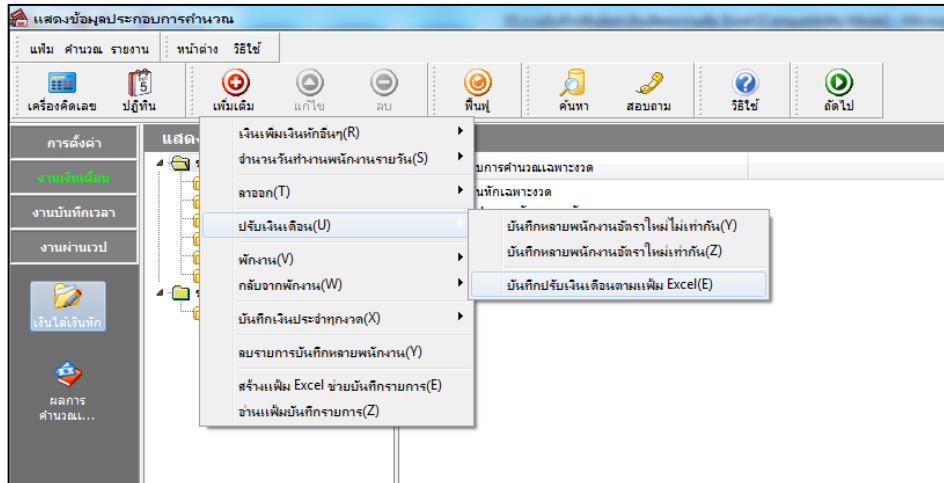 แสดงข้อมูลประกอบการคำนวณ
แฟ้ม คำนวณ รายงาน หน้าต่าง วิธีใช้
เครื่องคิดเลข ปฏิทิน เพิ่มเติม แก้ไข ลบ ฟื้นฟู ค้นหา สอบถาม วิธีใช้ ถัดไป
การตั้งค่า
งานเงินเดือน
งานบันทึกเวลา
งานผ่านเวป
เงินได้เงินหัก
ผลการ
คำนวณ...
แสดง
เงินเพิ่มเงินหักอื่นๆ(R)
จำนวนวันทำงานพนักงานรายวัน(S)
ลาออก(T)
ปรับเงินเดือน(U)
พักงาน(V)
กลับจากพักงาน(W)
บันทึกเงินประจำทุกงวด(X)
ลบรายการบันทึกหลายพนักงาน(Y)
สร้างแฟ้ม Excel ช่วยบันทึกรายการ(E)
อ่านแฟ้มบันทึกรายการ(Z)
บการคำนวณเฉพาะงวด
นทึกเฉพาะงวด
บันทึกหลายพนักงานอัตราใหม่ไม่เท่ากัน(Y)
บันทึกหลายพนักงานอัตราใหม่เท่ากัน(Z)
บันทึกปรับเงินเดือนตามแฟ้ม Excel(E)